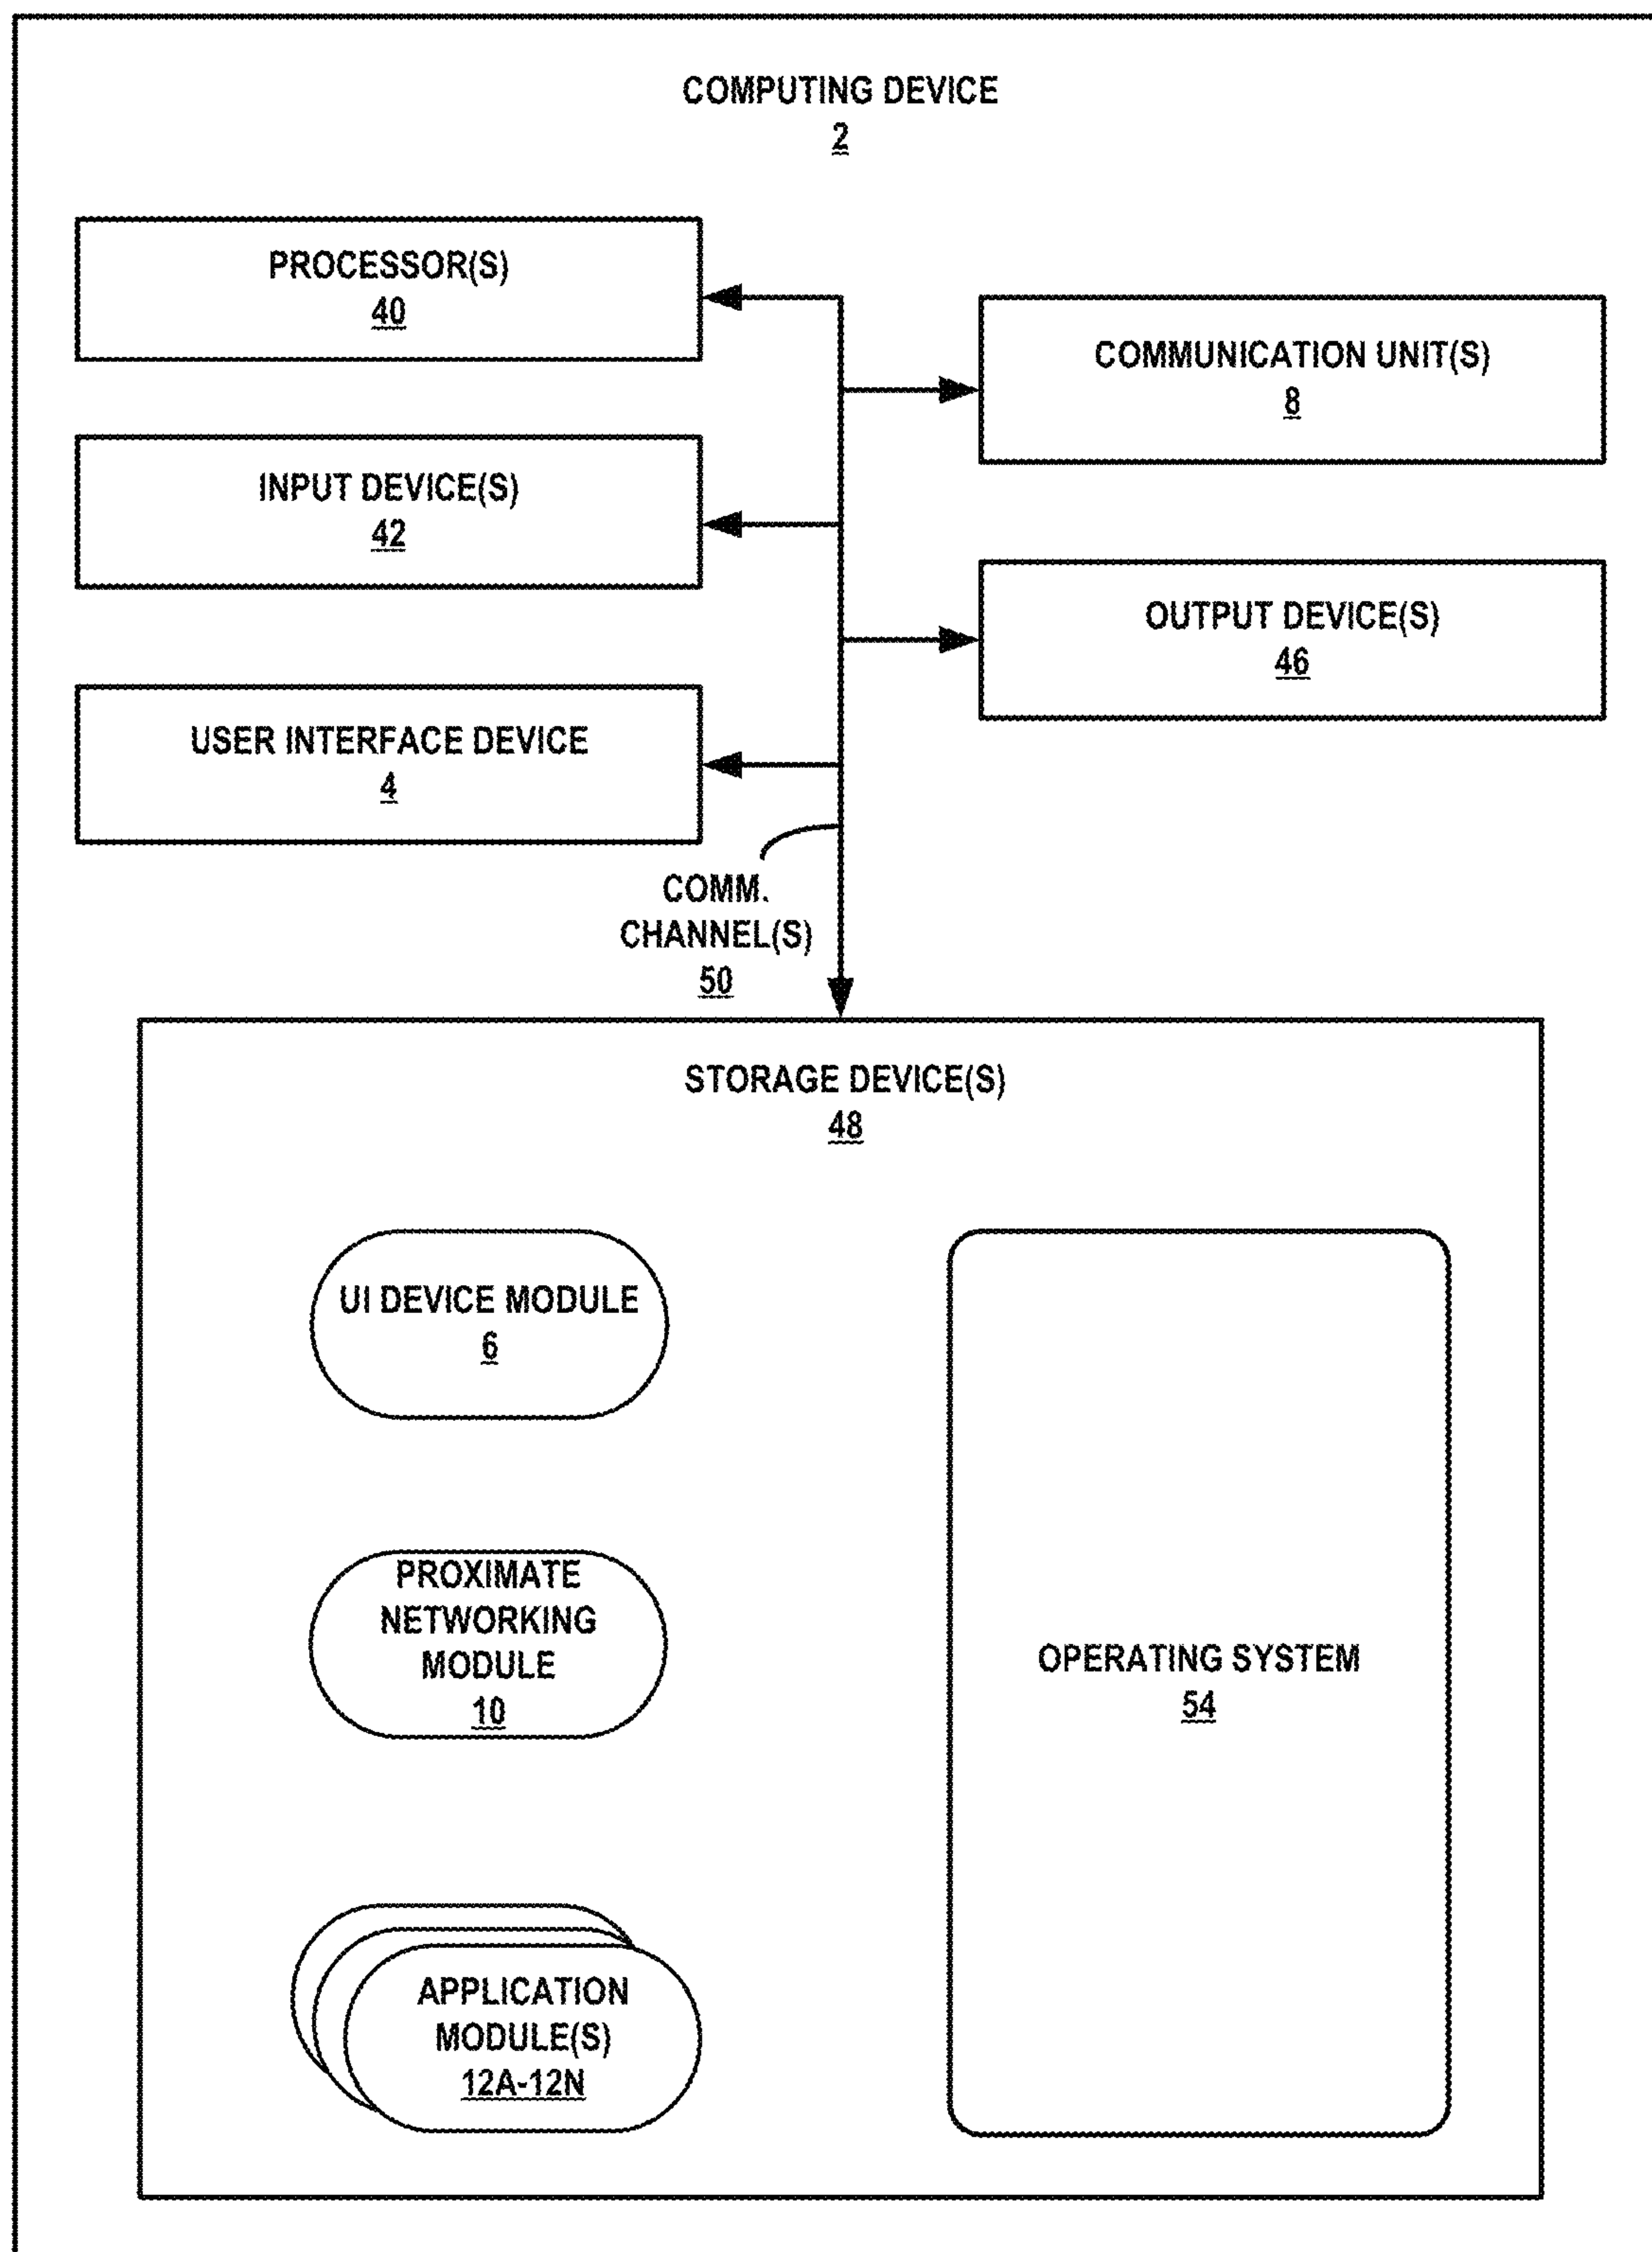 COMPUTING DEVICE
2
PROCESSOR(S)
40
COMMUNICATION UNIT(S)
8
INPUT DEVICE(S)
42
OUTPUT DEVICE(S)
46
USER INTERFACE DEVICE
4
COMM.
CHANNEL(S)
50
STORAGE DEVICE(S)
48
UI DEVICE MODULE
6
PROXIMATE
NETWORKING
MODULE
10
OPERATING SYSTEM
54
APPLICATION
MODULE(S)
12A-12N